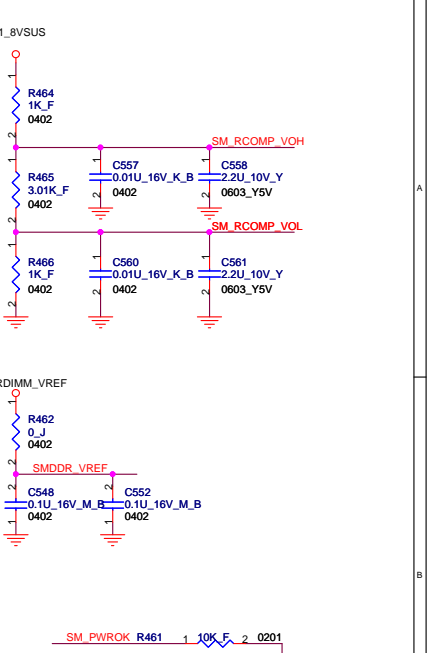 1_8VSUS
1
R464
1K_F
0402
2
SM_RCOMP_VOH
1
R465
3.01K_F
0402
2
1
C557
0.01U_16V_K_B
0402
2
1
C558
2.2U_10V_Y
0603_Y5V
2
SM_RCOMP_VOL
1
R466
1K_F
0402
2
1
C560
0.01U_16V_K_B
0402
2
1
C561
2.2U_10V_Y
0603_Y5V
2
A
RDIMM_VREF
1
R462
0_J
0402
2
SMDDR_VREF
2
C548
0.1U_16V_M_B
0402
1
2
C552
0.1U_16V_M_B
0402
1
B
SM_PWROK R461 1 10K_F 2 0201